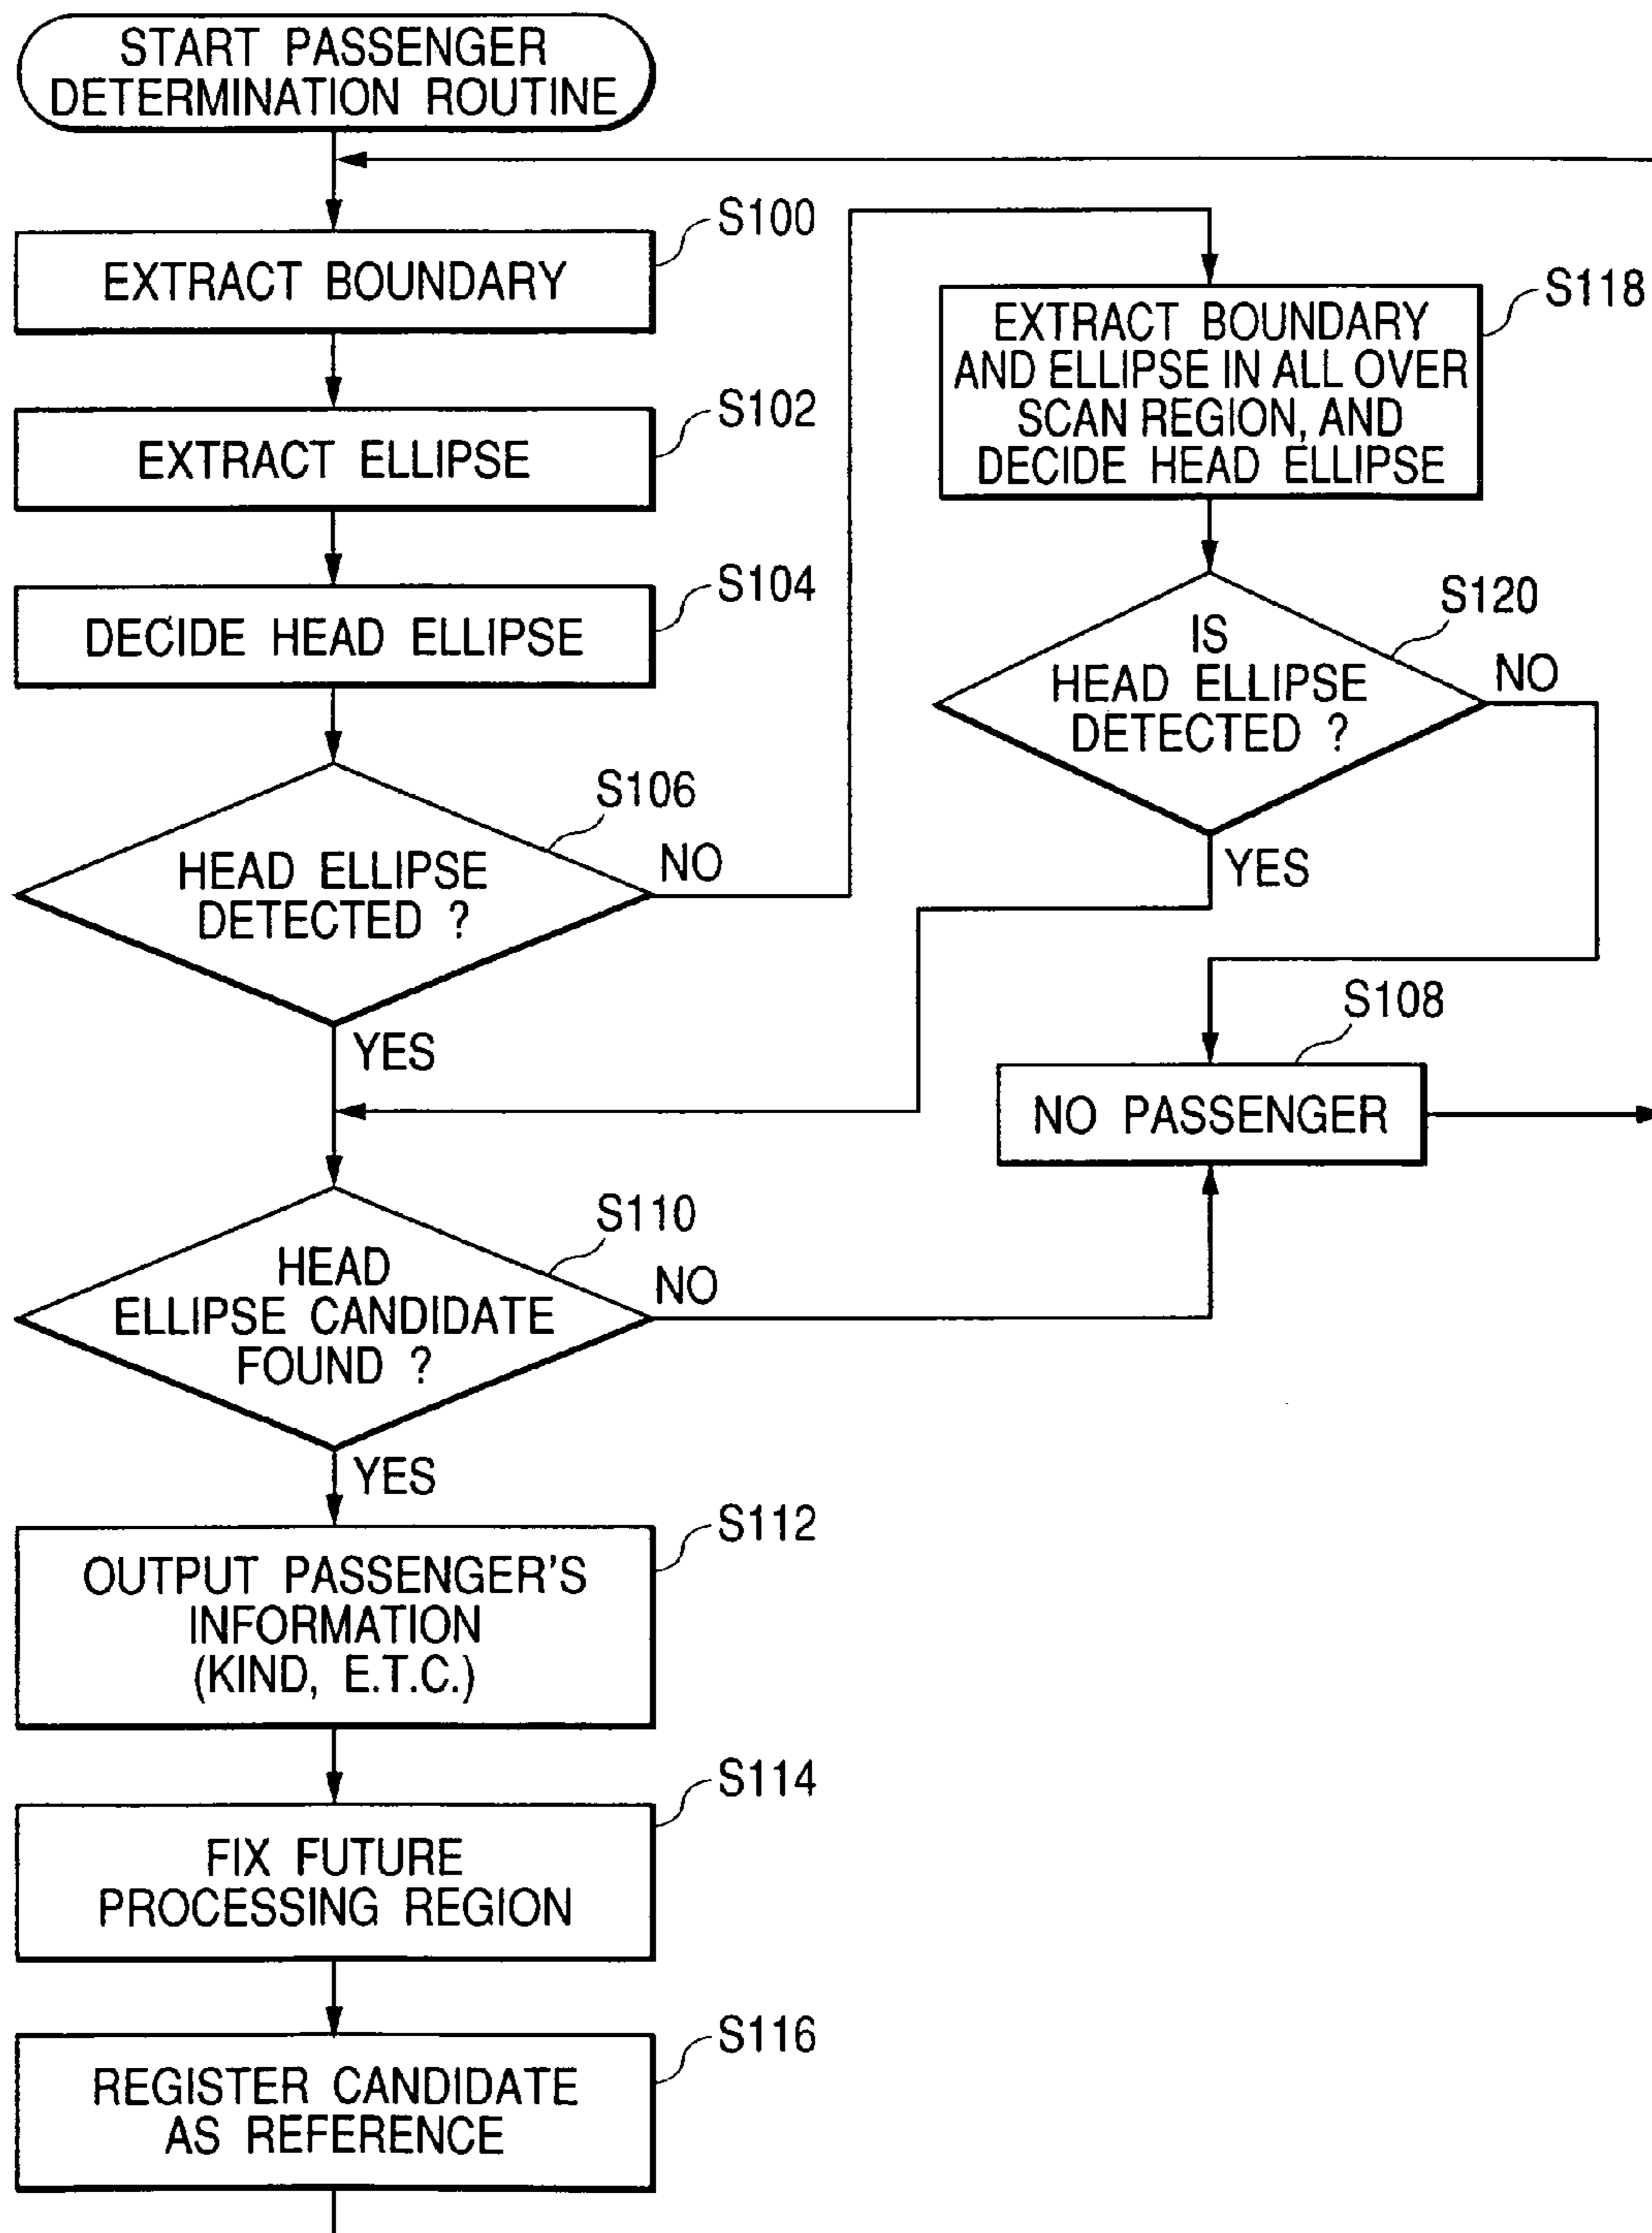 START PASSENGER
DETERMINATION ROUTINE
S100
EXTRACT BOUNDARY
S102
EXTRACT ELLIPSE
S104
DECIDE HEAD ELLIPSE
S106
HEAD ELLIPSE
DETECTED ?
NO
YES
S118
EXTRACT BOUNDARY
AND ELLIPSE IN ALL OVER
SCAN REGION, AND
DECIDE HEAD ELLIPSE
S120
IS
HEAD ELLIPSE
DETECTED ?
NO
YES
S108
NO PASSENGER
S110
HEAD
ELLIPSE CANDIDATE
FOUND ?
NO
YES
S112
OUTPUT PASSENGER'S
INFORMATION
(KIND, E.T.C.)
S114
FIX FUTURE
PROCESSING REGION
S116
REGISTER CANDIDATE
AS REFERENCE